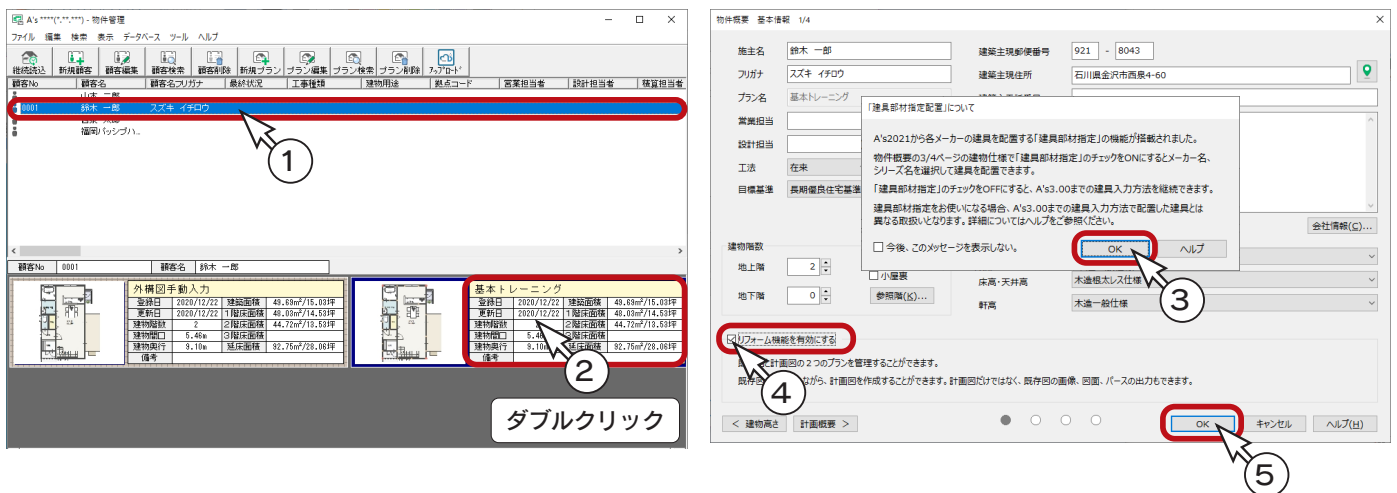 A's ****(*.**.***) - 物件管理
ファイル 編集 検索 表示 データベース ツール ヘルプ
継続読込 新規顧客 顧客編集 顧客検索 顧客削除 新規プラン プラン編集 プラン検索 プラン削除 アップロード
顧客No 顧客名 顧客名フリガナ 最終状況 工事種類 建物用途 拠点コード 営業担当者 設計担当者 積算担当者
0001 鈴木 一郎 スズキ イチロウ
福岡パッシブハ...
①
顧客No 0001 顧客名 鈴木 一郎
外構図手動入力
登録日 2020/12/22 建築面積 49.69m²/15.03坪
更新日 2020/12/22 1階床面積 48.03m²/14.53坪
建物階数 2 2階床面積 44.72m²/13.53坪
建物間口 5.46m 3階床面積
建物奥行 9.10m 延床面積 92.75m²/28.06坪
備考
基本トレーニング
登録日 2020/12/22 建築面積 49.69m²/15.03坪
更新日 2020/12/22 1階床面積 48.03m²/14.53坪
建物階数 2階床面積 44.72m²/13.53坪
建物間口 5.46 3階床面積
建物奥行 9.10m 延床面積 92.75m²/28.06坪
備考
②
ダブルクリック
物件概要 基本情報 1/4
施主名 鈴木 一郎 建築主現郵便番号 921 - 8043
フリガナ スズキ イチロウ 建築主現住所 石川県金沢市西泉4-60
プラン名 基本トレーニング
営業担当
設計担当
工法 在来
目標基準 長期優良住宅基準
「建具部材指定配置」について
A's2021から各メーカーの建具を配置する「建具部材指定」の機能が搭載されました。
物件概要の3/4ページの建物仕様で「建具部材指定」のチェックをONにするとメーカー名、
シリーズ名を選択して建具を配置できます。
「建具部材指定」のチェックをOFFにすると、A's3.00までの建具入力方法を継続できます。
建具部材指定をお使いになる場合、A's3.00までの建具入力方法で配置した建具とは
異なる取扱いとなります。詳細についてはヘルプをご参照ください。
今後、このメッセージを表示しない。 OK ヘルプ
③
会社情報(C)...
建物階数
地上階 2 小屋裏
地下階 0 参照階(K)...
床高・天井高 木造根太レス仕様
軒高 木造一般仕様
リフォーム機能を有効にする
計画図の2つのプランを管理することができます。
ながら、計画図を作成することができます。計画図だけではなく、既存図の画像、図面、パースの出力もできます。
④
< 建物高さ 計画概要 > OK キャンセル ヘルプ(H)
⑤